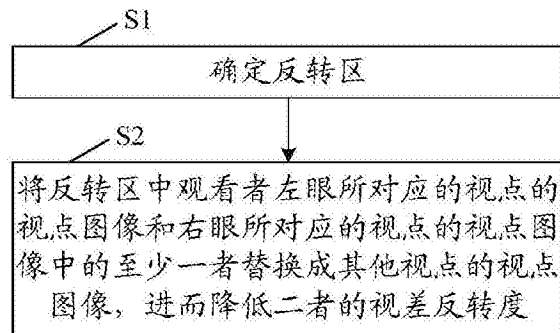 S1
确定反转区
S2
将反转区中观看者左眼所对应的视点的
视点图像和右眼所对应的视点的视点图
像中的至少一者替换成其他视点的视点
图像，进而降低二者的视差反转度